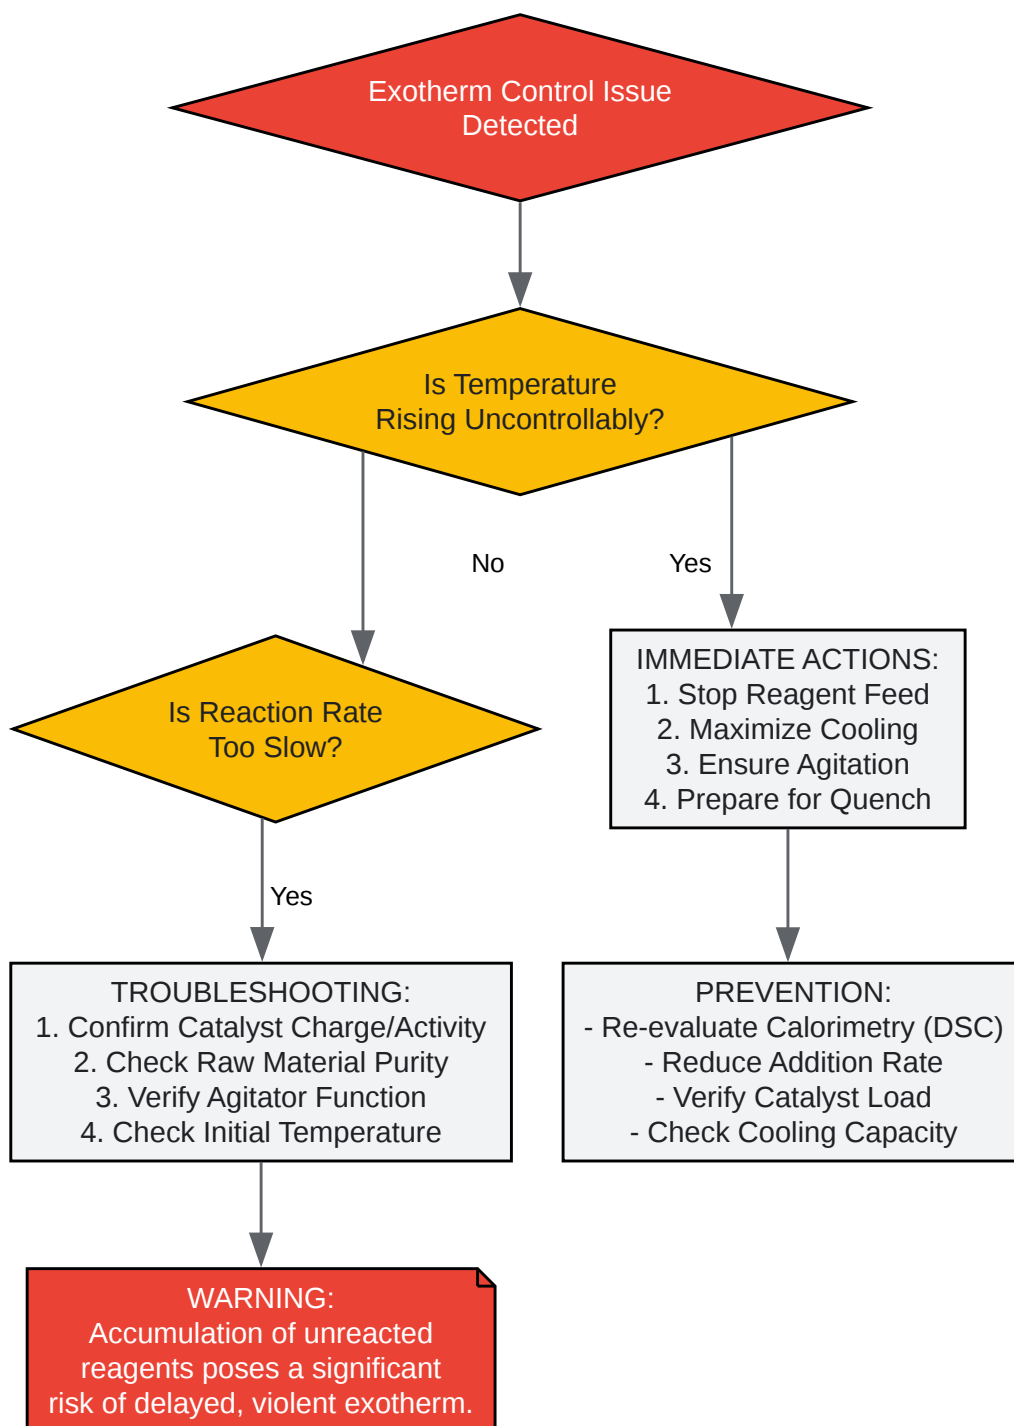 Exotherm Control Issue
Detected
Is Temperature
Rising Uncontrollably?
No
Yes
Is Reaction Rate
Too Slow?
IMMEDIATE ACTIONS:
1. Stop Reagent Feed
2. Maximize Cooling
3. Ensure Agitation
4. Prepare for Quench
Yes
TROUBLESHOOTING:
1. Confirm Catalyst Charge/Activity
2. Check Raw Material Purity
3. Verify Agitator Function
4. Check Initial Temperature
PREVENTION:
- Re-evaluate Calorimetry (DSC)
- Reduce Addition Rate
- Verify Catalyst Load
- Check Cooling Capacity
WARNING:
Accumulation of unreacted
reagents poses a significant
risk of delayed, violent exotherm.